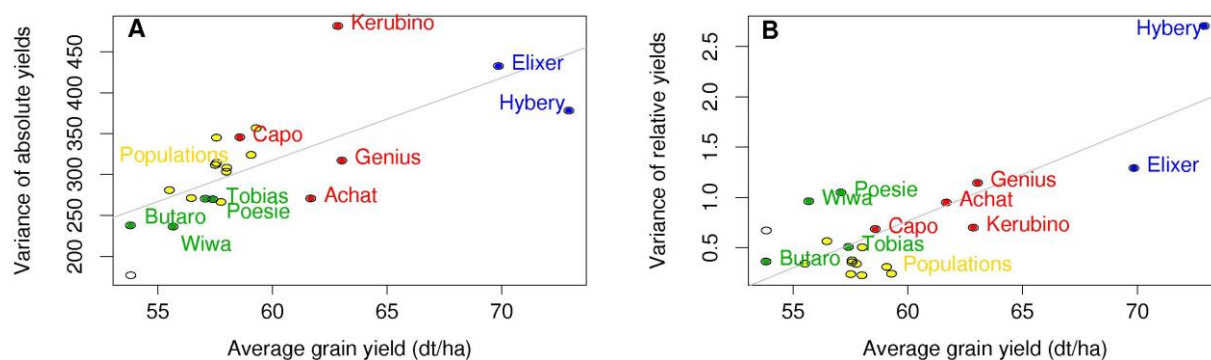 A
Variance of absolute yields
450
400
350
300
250
200
Kerubino
Elixer
Hybery
Capo
Populations
Genius
Tobias
Achat
Butaro
Poesie
Wiwa
55 60 65 70
Average grain yield (dt/ha)
B
Variance of relative yields
2.5
2.0
1.5
1.0
0.5
Hybery
Elixer
Genius
Poesie
Wiwa
Achat
Capo
Kerubino
Tobias
Butaro
Populations
55 60 65 70
Average grain yield (dt/ha)